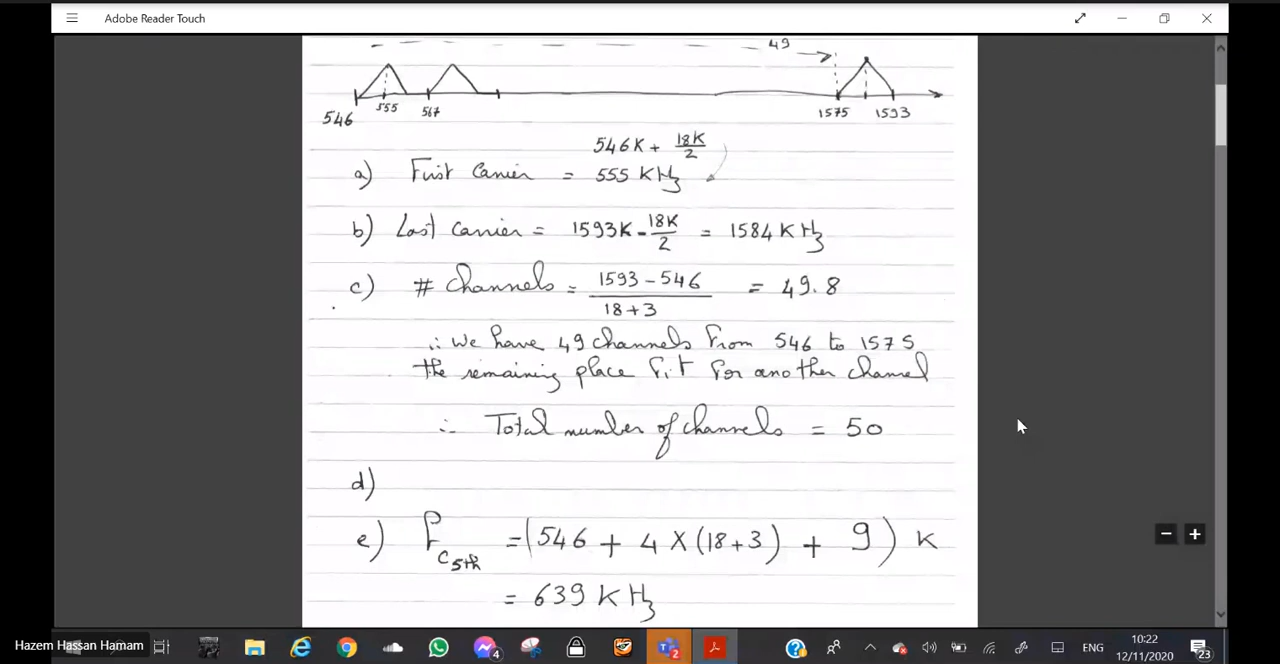 Adobe Reader Touch
49
546 555 567 1575 1593
546K + 18K/2
a) First Carrier = 555 KHz
b) Last Carrier = 1593K - 18K/2 = 1584 KHz
c) # Channels = 1593 - 546 / 18 + 3 = 49.8
∴ we have 49 channels from 546 to 1575
the remaining place fit for another channel
∴ Total number of channels = 50
d)
e) Fc5th = (546 + 4 X (18 + 3) + 9) K
= 639 KHz
Hazem Hassan Hamam
4
2
ENG
10:22
12/11/2020
23